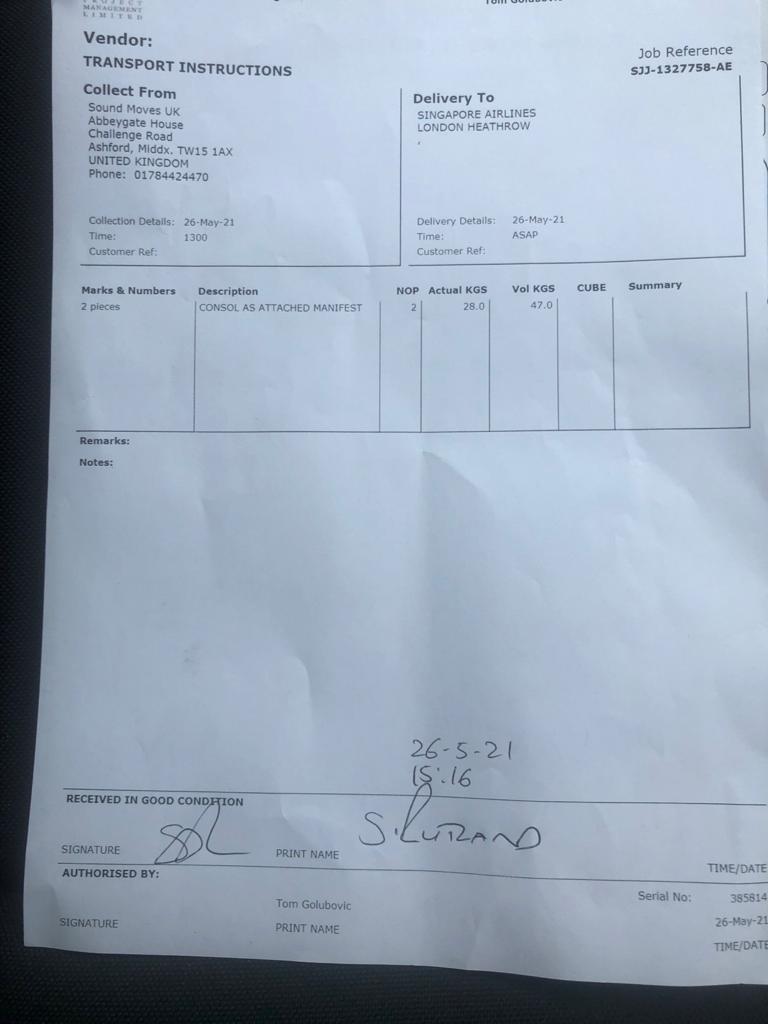 PROJECT
MANAGEMENT
LIMITED
Vendor:
TRANSPORT INSTRUCTIONS
Job Reference
SJJ-1327758-AE
Collect From
Sound Moves UK
Abbeygate House
Challenge Road
Ashford, Middx. TW15 1AX
UNITED KINGDOM
Phone: 01784424470
Collection Details: 26-May-21
Time: 1300
Customer Ref:
Delivery To
SINGAPORE AIRLINES
LONDON HEATHROW
,
Delivery Details: 26-May-21
Time: ASAP
Customer Ref:
Marks & Numbers Description NOP Actual KGS Vol KGS CUBE Summary
2 pieces CONSOL AS ATTACHED MANIFEST 2 28.0 47.0
Remarks:
Notes:
26-5-21
15:16
RECEIVED IN GOOD CONDITION
SIGNATURE PRINT NAME TIME/DATE
AUTHORISED BY:
Tom Golubovic Serial No: 385814
26-May-21
SIGNATURE PRINT NAME TIME/DATE